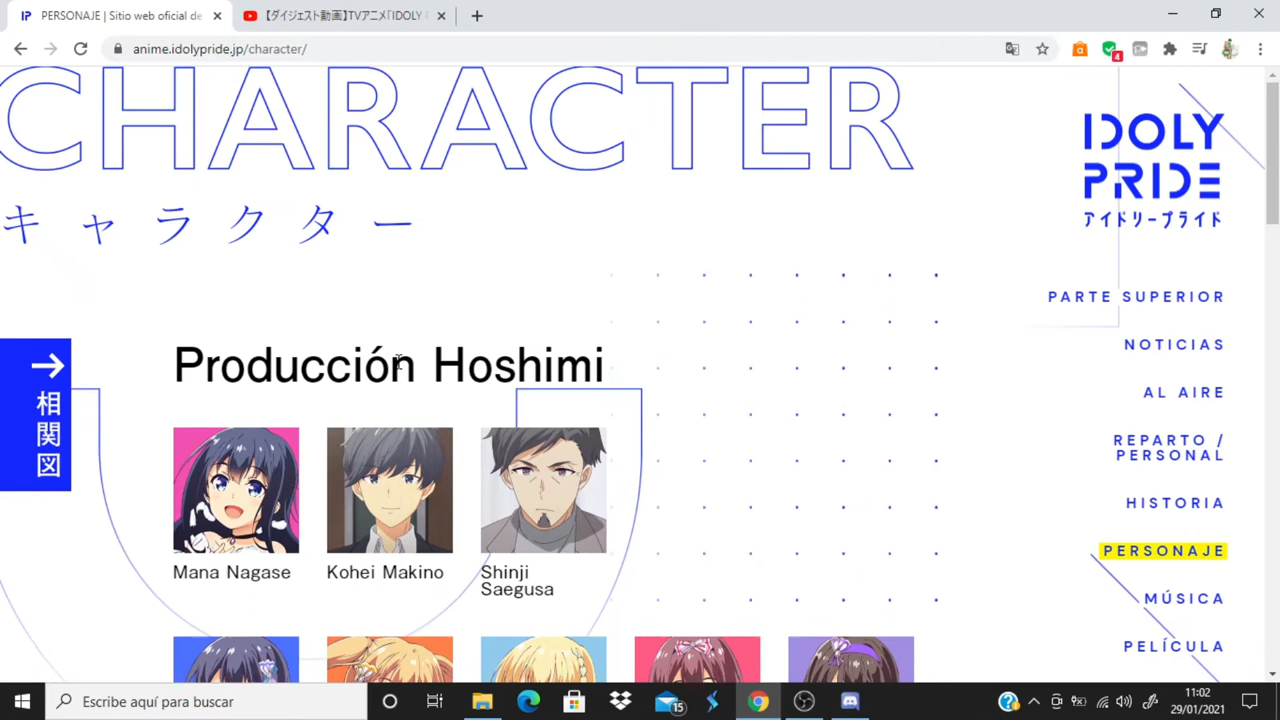 PERSONAJE | Sitio web oficial de
【ダイジェスト動画】TVアニメ「IDOLY
anime.idolypride.jp/character/
4
CHARACTER
キャラクター
IDOLY
PRIDE
アイドリープライド
PARTE SUPERIOR
NOTICIAS
AL AIRE
REPARTO /
PERSONAL
HISTORIA
PERSONAJE
MÚSICA
PELÍCULA
相関図
Producción Hoshimi
Mana Nagase
Kohei Makino
Shinji
Saegusa
Escribe aquí para buscar
15
11:02
29/01/2021